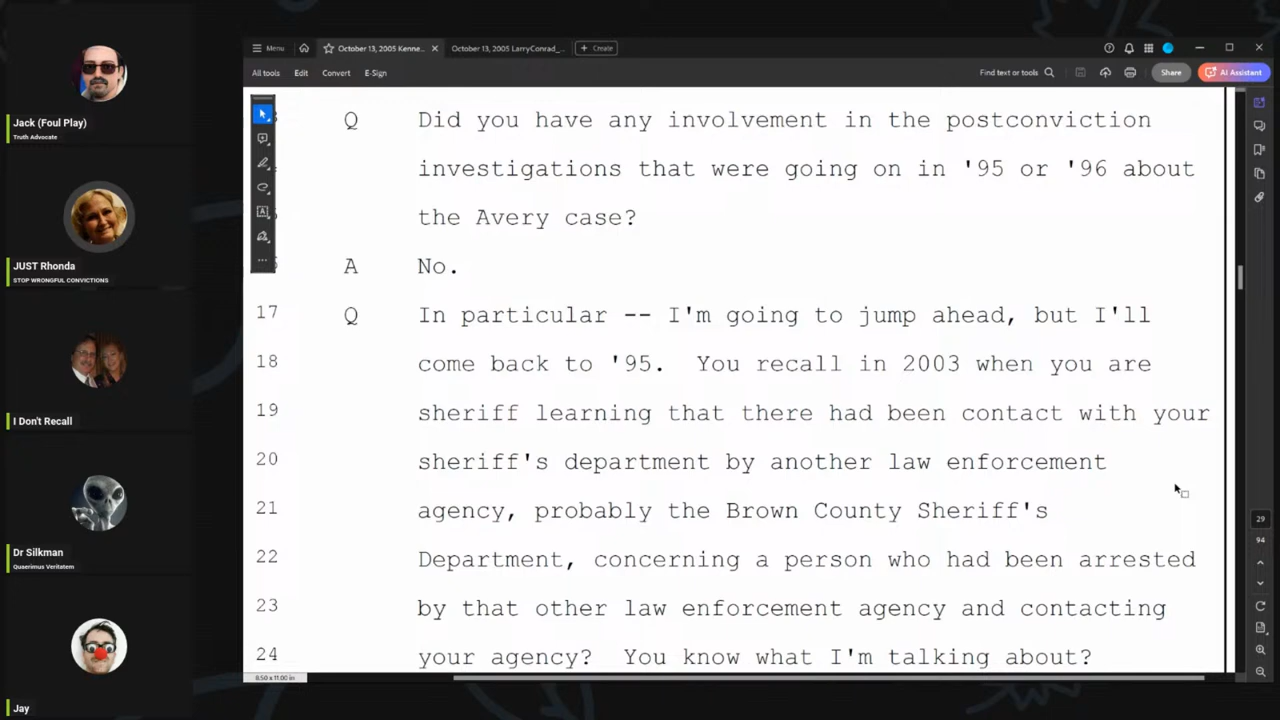 Jack (Foul Play)
Truth Advocate
JUST Rhonda
STOP WRONGFUL CONVICTIONS
I Don't Recall
Dr Silkman
Quaerimus Veritatem
Jay
Menu
October 13, 2005 Kenne...
October 13, 2005 LarryConrad_...
Create
All tools Edit Convert E-Sign
Find text or tools
Share
AI Assistant
Q Did you have any involvement in the postconviction
investigations that were going on in '95 or '96 about
the Avery case?
A No.
17 Q In particular -- I'm going to jump ahead, but I'll
18 come back to '95. You recall in 2003 when you are
19 sheriff learning that there had been contact with your
20 sheriff's department by another law enforcement
21 agency, probably the Brown County Sheriff's
22 Department, concerning a person who had been arrested
23 by that other law enforcement agency and contacting
24 your agency? You know what I'm talking about?
29
94
8.50 x 11.00 in